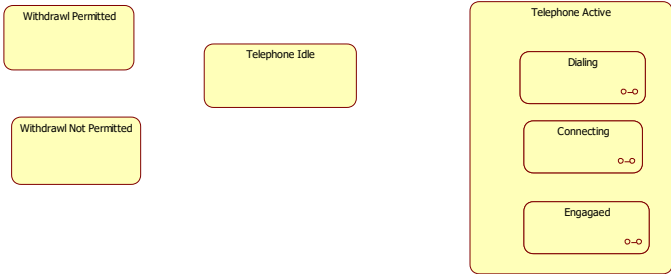 Withdrawl Permitted
Telephone Active
Telephone Idle
Dialing
Withdrawl Not Permitted
Connecting
Engagaed